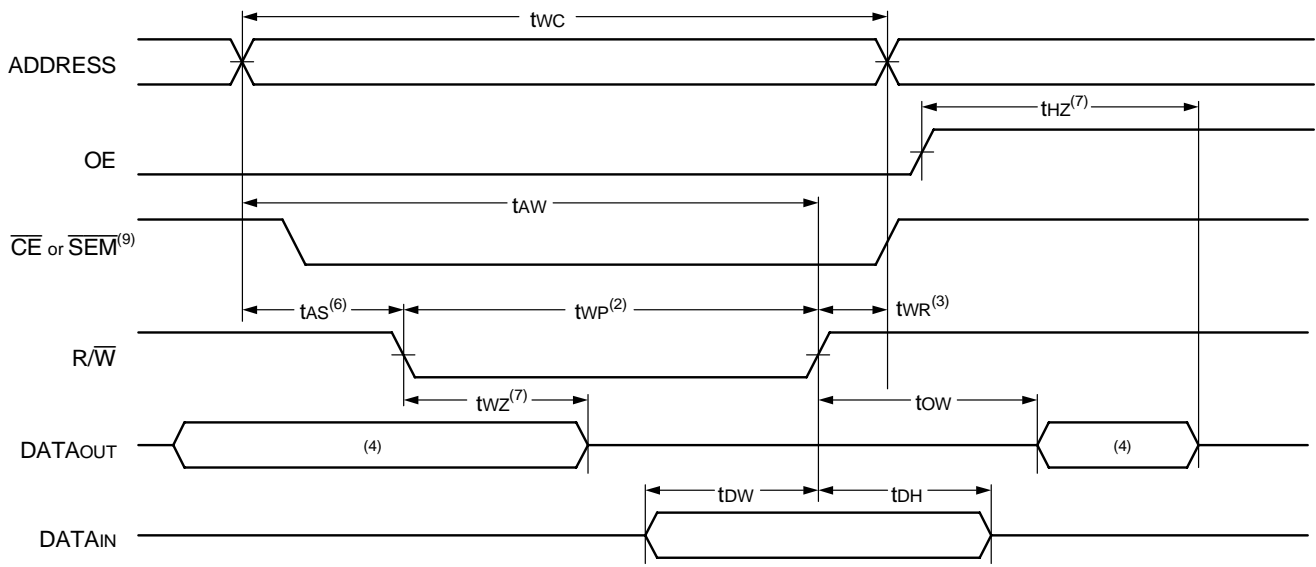 tWC
ADDRESS
tHZ(7)
OE
tAW
CE or SEM(9)
tAS(6) tWP(2) tWR(3)
R/W
tWZ(7) tOW
DATAOUT (4) (4)
tDW tDH
DATAIN